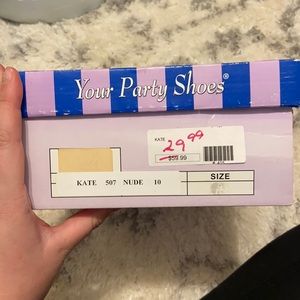 Your Party Shoes®
KATE
29 99
$59.99
KATE 507 NUDE 10
SIZE